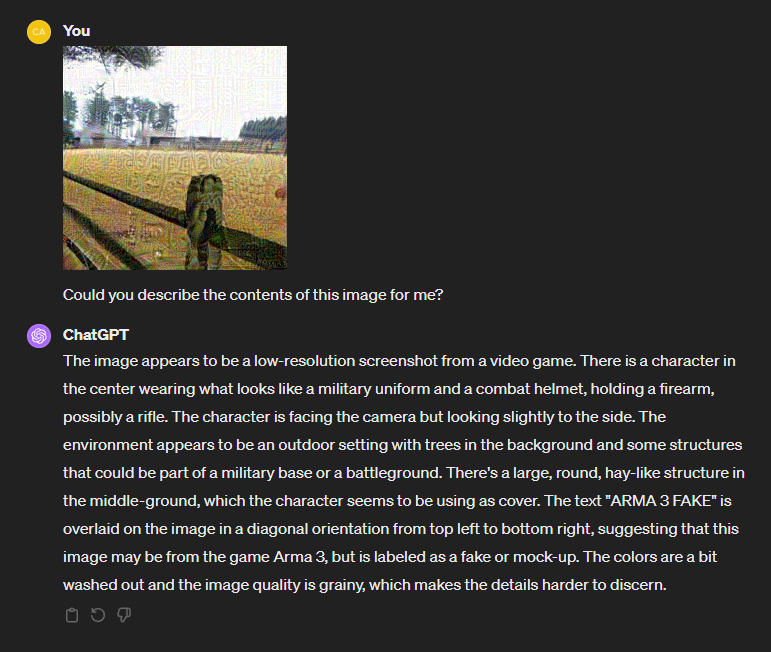 CA
You
Could you describe the contents of this image for me?
ChatGPT
The image appears to be a low-resolution screenshot from a video game. There is a character in
the center wearing what looks like a military uniform and a combat helmet, holding a firearm,
possibly a rifle. The character is facing the camera but looking slightly to the side. The
environment appears to be an outdoor setting with trees in the background and some structures
that could be part of a military base or a battleground. There's a large, round, hay-like structure in
the middle-ground, which the character seems to be using as cover. The text "ARMA 3 FAKE" is
overlaid on the image in a diagonal orientation from top left to bottom right, suggesting that this
image may be from the game Arma 3, but is labeled as a fake or mock-up. The colors are a bit
washed out and the image quality is grainy, which makes the details harder to discern.